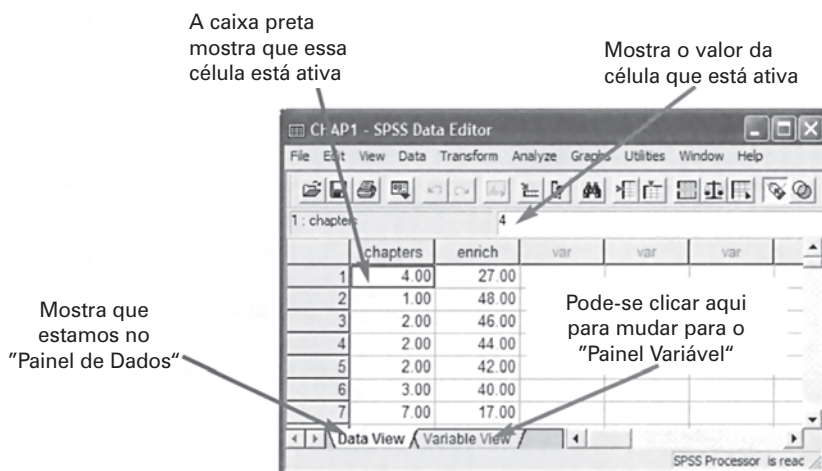 A caixa preta
mostra que essa
célula está ativa
Mostra o valor da
célula que está ativa
CHAP1 - SPSS Data Editor
File Edit View Data Transform Analyze Graphs Utilities Window Help
1 : chapters 4
chapters enrich var var var
1 4.00 27.00
2 1.00 48.00
3 2.00 46.00
4 2.00 44.00
5 2.00 42.00
6 3.00 40.00
7 7.00 17.00
Mostra que
estamos no
"Painel de Dados"
Pode-se clicar aqui
para mudar para o
"Painel Variável"
Data View Variable View
SPSS Processor is reac